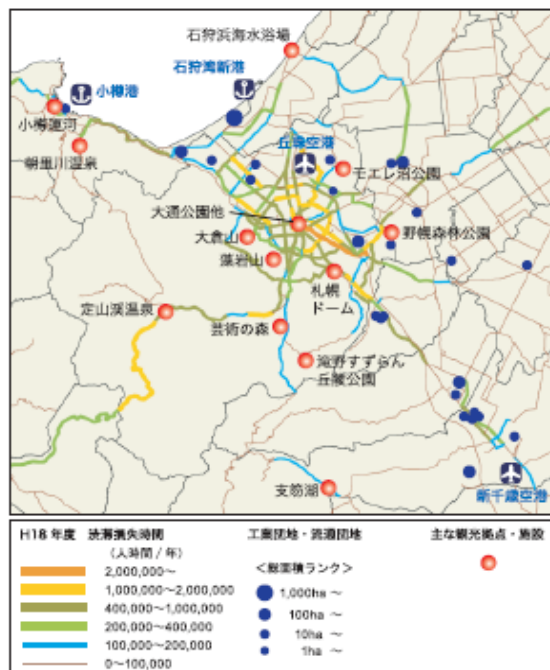 石狩浜海水浴場
石狩湾新港
小樽港
小樽運河
朝里川温泉
丘珠空港
モエレ沼公園
大通公園他
大倉山
野幌森林公園
藻岩山
札幌
ドーム
定山渓温泉
芸術の森
滝野すずらん
丘陵公園
支笏湖
新千歳空港
H18年度 渋滞損失時間
(人時間/年)
2,000,000～
1,000,000～2,000,000
400,000～1,000,000
200,000～400,000
100,000～200,000
0～100,000
工業団地・流通団地
＜総面積ランク＞
1,000ha ～
100ha ～
10ha ～
1ha ～
主な観光拠点・施設